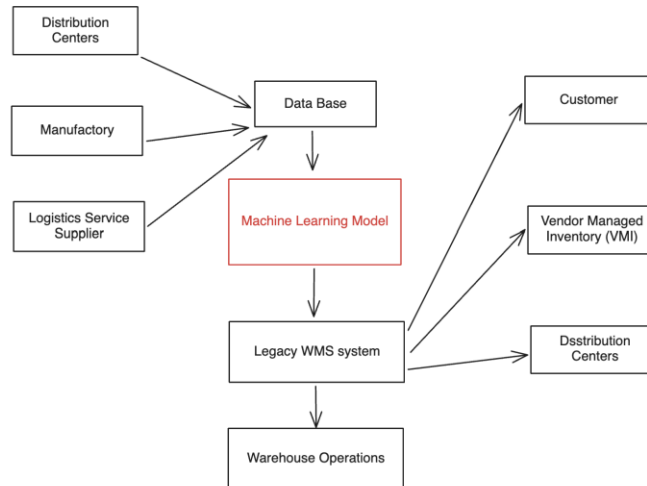 Distribution
Centers
Data Base
Customer
Manufactory
Machine Learning Model
Logistics Service
Supplier
Vendor Managed
Inventory (VMI)
Legacy WMS system
Dsstribution
Centers
Warehouse Operations